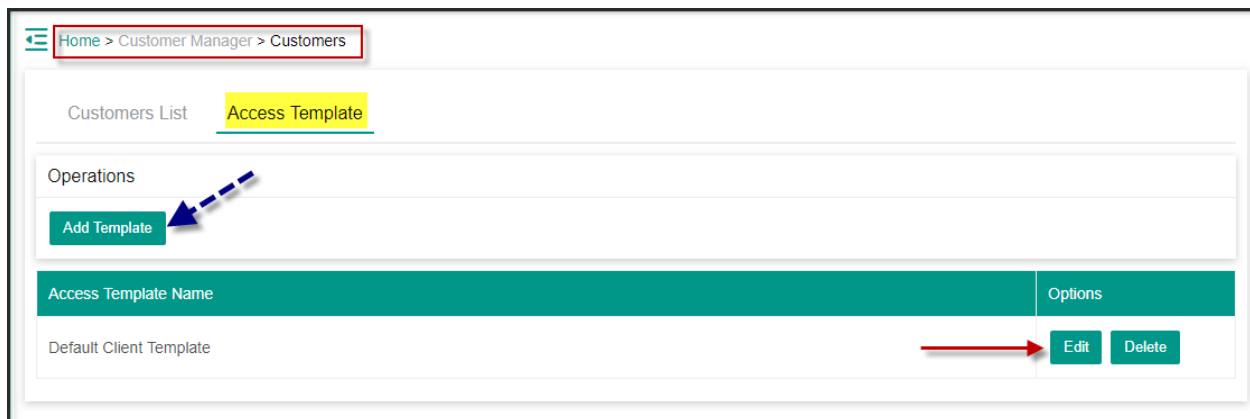 Home > Customer Manager > Customers
Customers List Access Template
Operations
Add Template
Access Template Name Options
Default Client Template Edit Delete